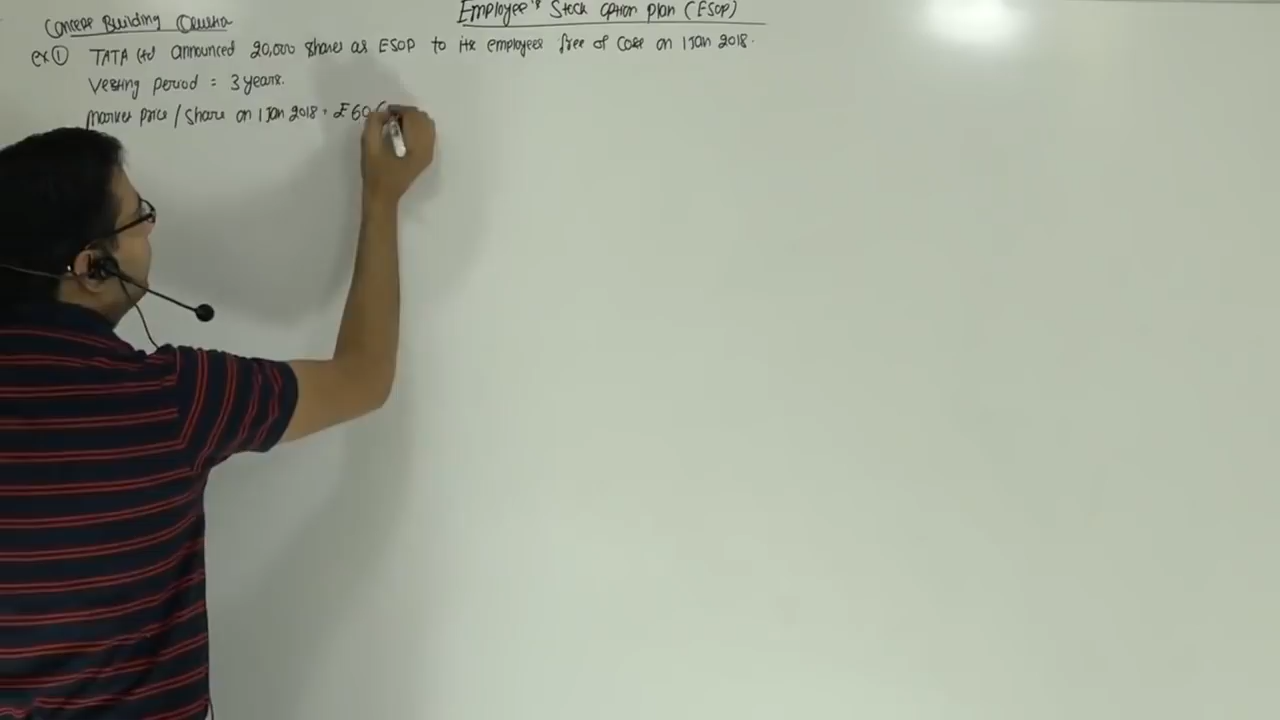 Employee's Stock option plan (ESOP)
Concept Building Question
ex ① TATA Ltd announced 20,000 shares as ESOP to its employees free of Cost on 1 Jan 2018.
Vesting period = 3 years.
Market price / Share on 1 Jan 2018 = ₹60 (